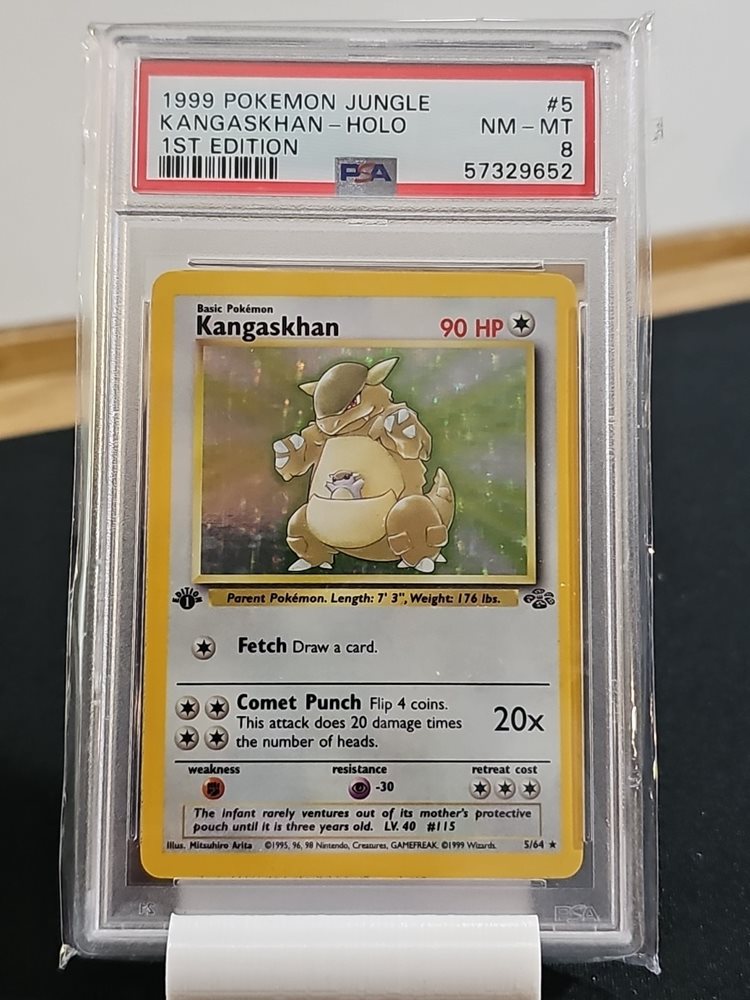 1999 POKEMON JUNGLE #5
KANGASKHAN-HOLO NM-MT
1ST EDITION 8
PSA 57329652
Basic Pokémon
Kangaskhan 90 HP
EDITION
1
Parent Pokémon. Length: 7' 3", Weight: 176 lbs.
Fetch Draw a card.
Comet Punch Flip 4 coins.
This attack does 20 damage times
the number of heads.
20x
weakness resistance retreat cost
-30
The infant rarely ventures out of its mother's protective
pouch until it is three years old. LV. 40 #115
Illus. Mitsuhiro Arita ©1995, 96, 98 Nintendo, Creatures, GAMEFREAK. ©1999 Wizards. 5/64 ★
PSA